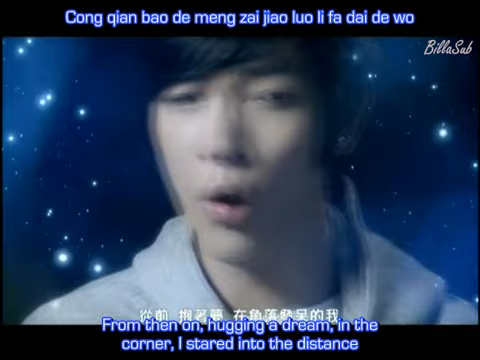 Cong qian bao de meng zai jiao luo li fa dai de wo
BillaSub
從前 抱著夢 在角落發呆的我
From then on, hugging a dream, in the
corner, I stared into the distance